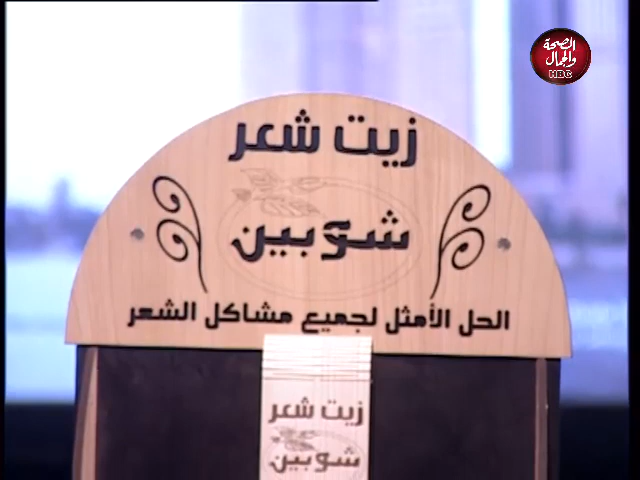 الصحة
والجمال
HBC
زيت شعر
شوبين
الحل الأمثل لجميع مشاكل الشعر
زيت شعر
شوبين